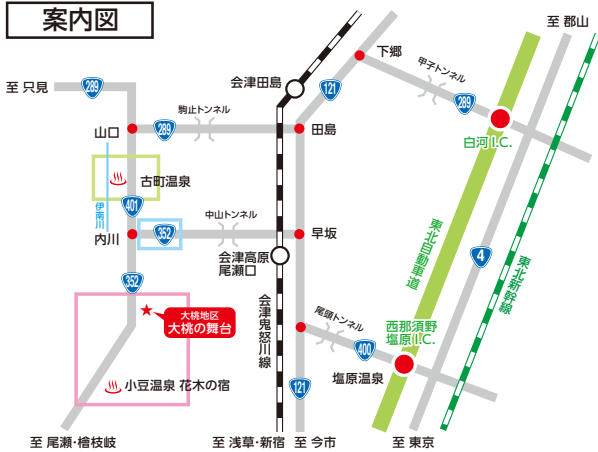 案内図
至 郡山
至 只見
289
会津田島
121
下郷
甲子トンネル
289
駒止トンネル
山口
289
田島
白河 I.C.
古町温泉
伊南川
401
中山トンネル
内川
352
早坂
会津高原
尾瀬口
東北自動車道
4
東北新幹線
352
大桃地区
大桃の舞台
会津鬼怒川線
尾頭トンネル
西那須野
塩原 I.C.
400
塩原温泉
小豆温泉 花木の宿
121
至 尾瀬・檜枝岐
至 浅草・新宿
至 今市
至 東京